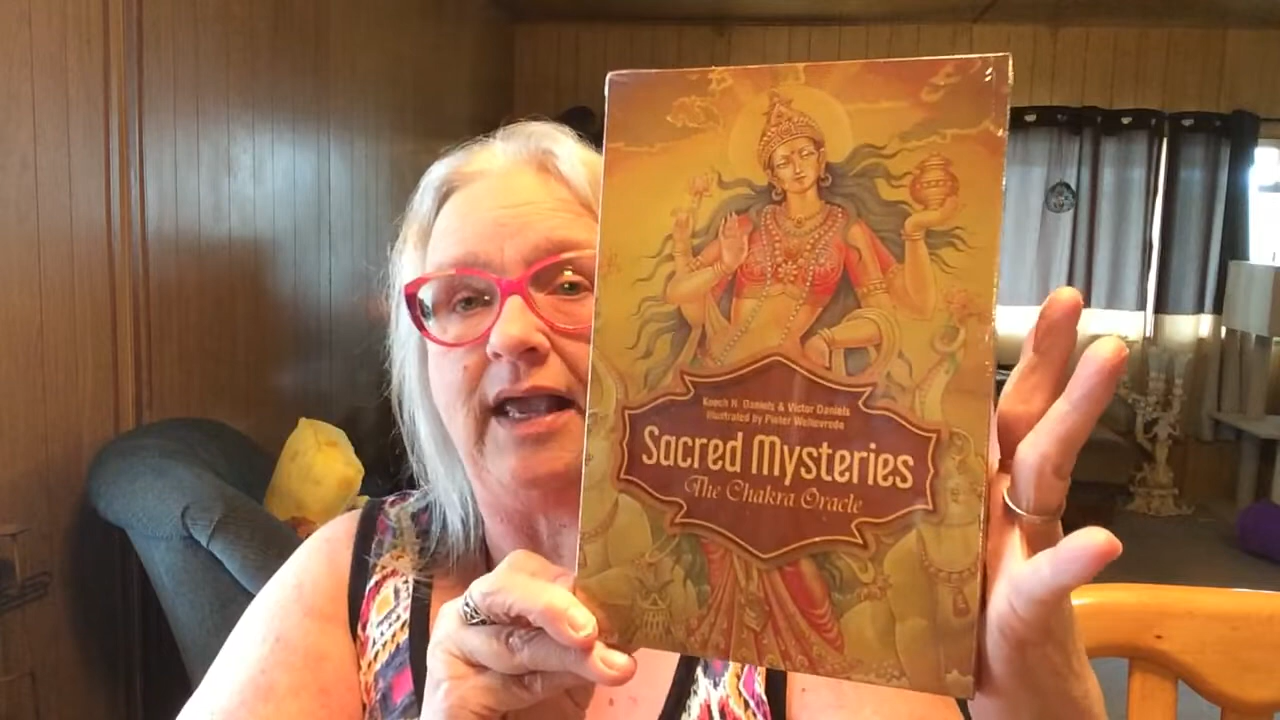 Kooch N. Daniels & Victor Daniels
Illustrated by Pieter Weltevrede
Sacred Mysteries
The Chakra Oracle